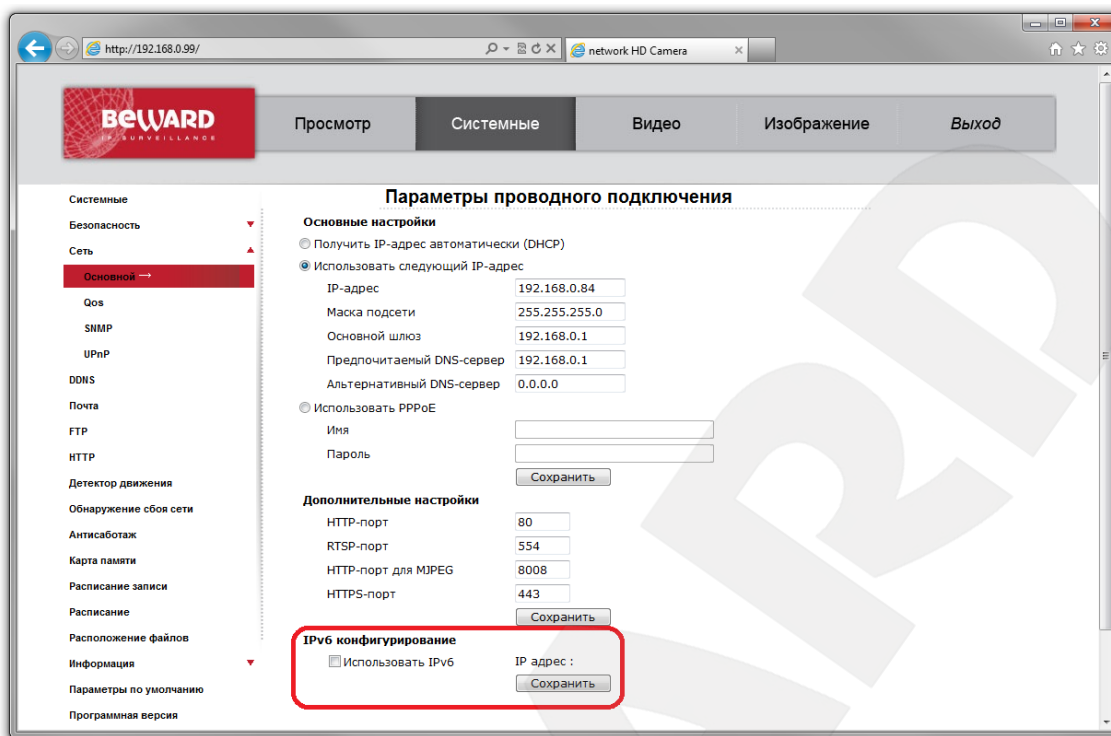 http://192.168.0.99/
network HD Camera
BEWARD
IP SURVEILLANCE
Просмотр
Системные
Видео
Изображение
Выход
Системные
Безопасность
Сеть
Основной
Qos
SNMP
UPnP
DDNS
Почта
FTP
HTTP
Детектор движения
Обнаружение сбоя сети
Антисаботаж
Карта памяти
Расписание записи
Расписание
Расположение файлов
Информация
Параметры по умолчанию
Программная версия
Параметры проводного подключения
Основные настройки
Получить IP-адрес автоматически (DHCP)
Использовать следующий IP-адрес
IP-адрес 192.168.0.84
Маска подсети 255.255.255.0
Основной шлюз 192.168.0.1
Предпочитаемый DNS-сервер 192.168.0.1
Альтернативный DNS-сервер 0.0.0.0
Использовать PPPoE
Имя
Пароль
Сохранить
Дополнительные настройки
HTTP-порт 80
RTSP-порт 554
HTTP-порт для MJPEG 8008
HTTPS-порт 443
Сохранить
IPv6 конфигурирование
Использовать IPv6 IP адрес :
Сохранить